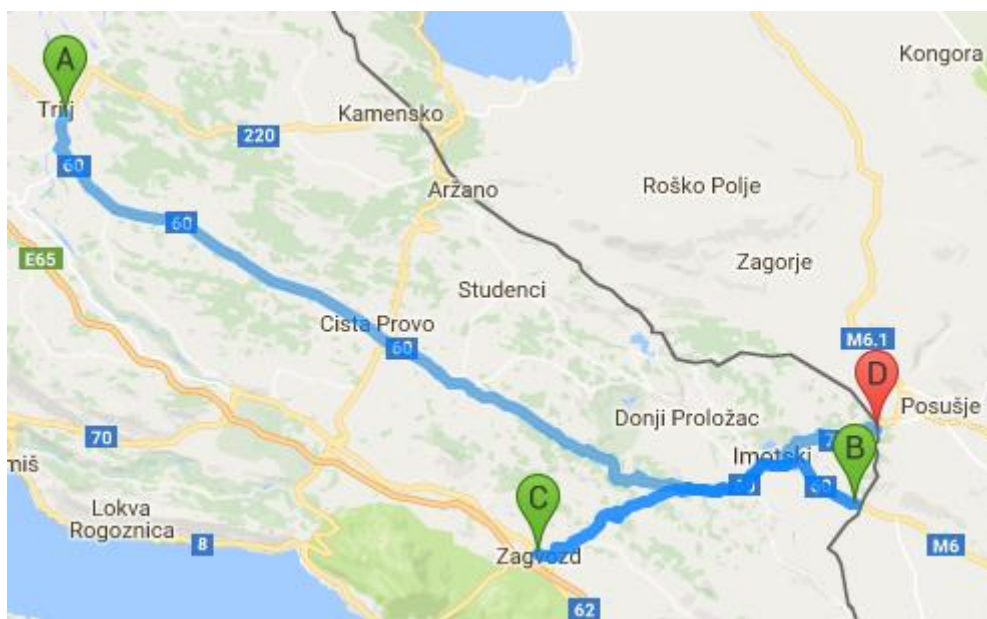 A
Trilj
60
60
220
Kamensko
Kongora
Aržano
Roško Polje
E65
Zagorje
Studenci
Cista Provo
60
M6.1
D
Posušje
Donji Proložac
70
Imotski
B
60
C
Lokva
Rogoznica
8
Zagvozd
M6
62